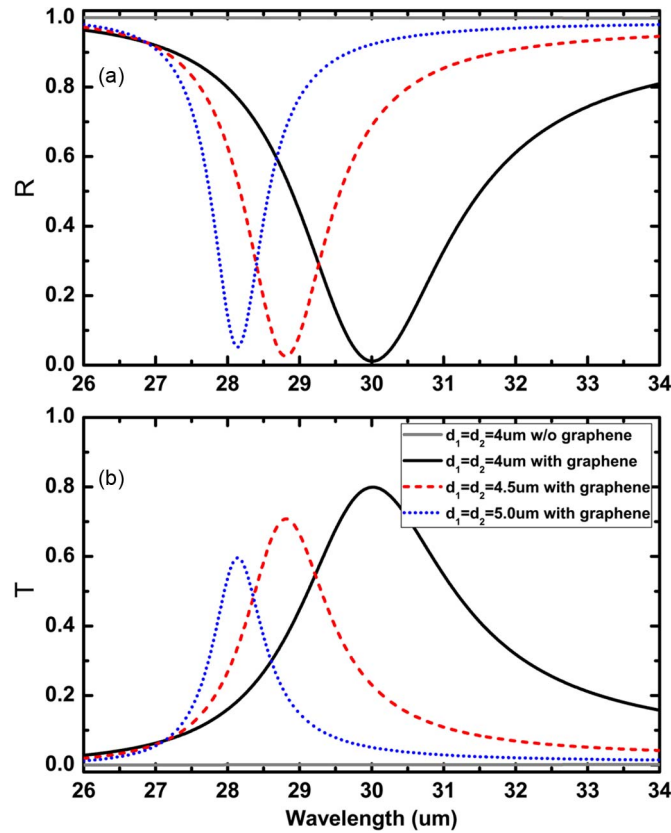 1.0
0.8
(a)
0.6
R
0.4
0.2
0.0
26 27 28 29 30 31 32 33 34
1.0
d₁=d₂=4um w/o graphene
d₁=d₂=4um with graphene
d₁=d₂=4.5um with graphene
d₁=d₂=5.0um with graphene
(b)
0.8
0.6
T
0.4
0.2
0.0
26 27 28 29 30 31 32 33 34
Wavelength (um)